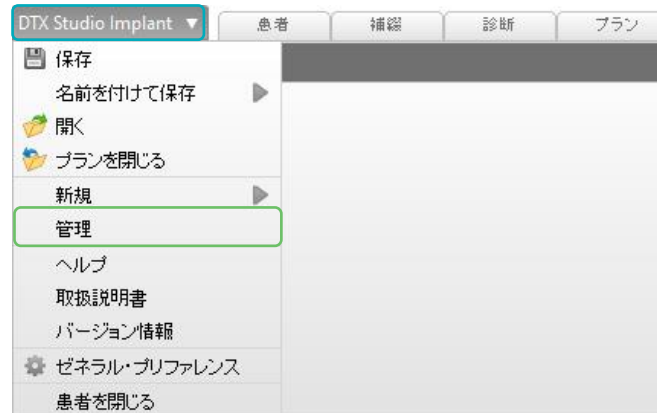 DTX Studio Implant ▼ 患者 補綴 診断 プラン
保存
名前を付けて保存
開く
プランを閉じる
新規
管理
ヘルプ
取扱説明書
バージョン情報
ゼネラル・プリファレンス
患者を閉じる